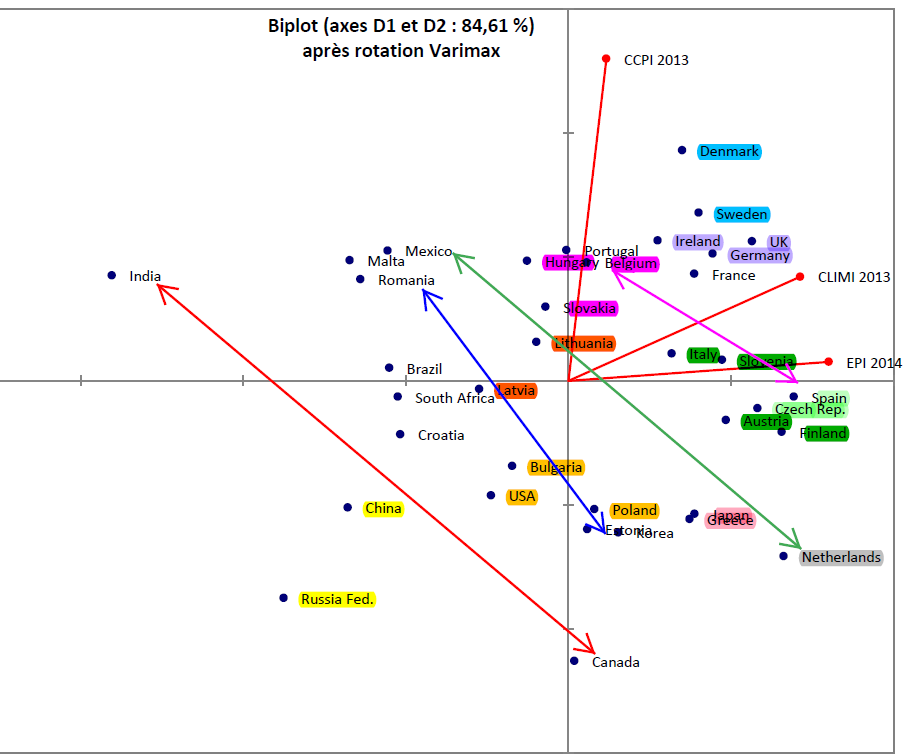 Biplot (axes D1 et D2 : 84,61 %)
après rotation Varimax
CCPI 2013
Denmark
Sweden
Ireland
UK
Portugal
Mexico
Germany
Malta
Hungary
Belgium
India
France
CLIMI 2013
Romania
Slovakia
Lithuania
Italy
Slovenia
EPI 2014
Brazil
Latvia
South Africa
Spain
Czech Rep.
Austria
Croatia
Finland
Bulgaria
USA
China
Poland
Japan
Greece
Estonia
Korea
Netherlands
Russia Fed.
Canada